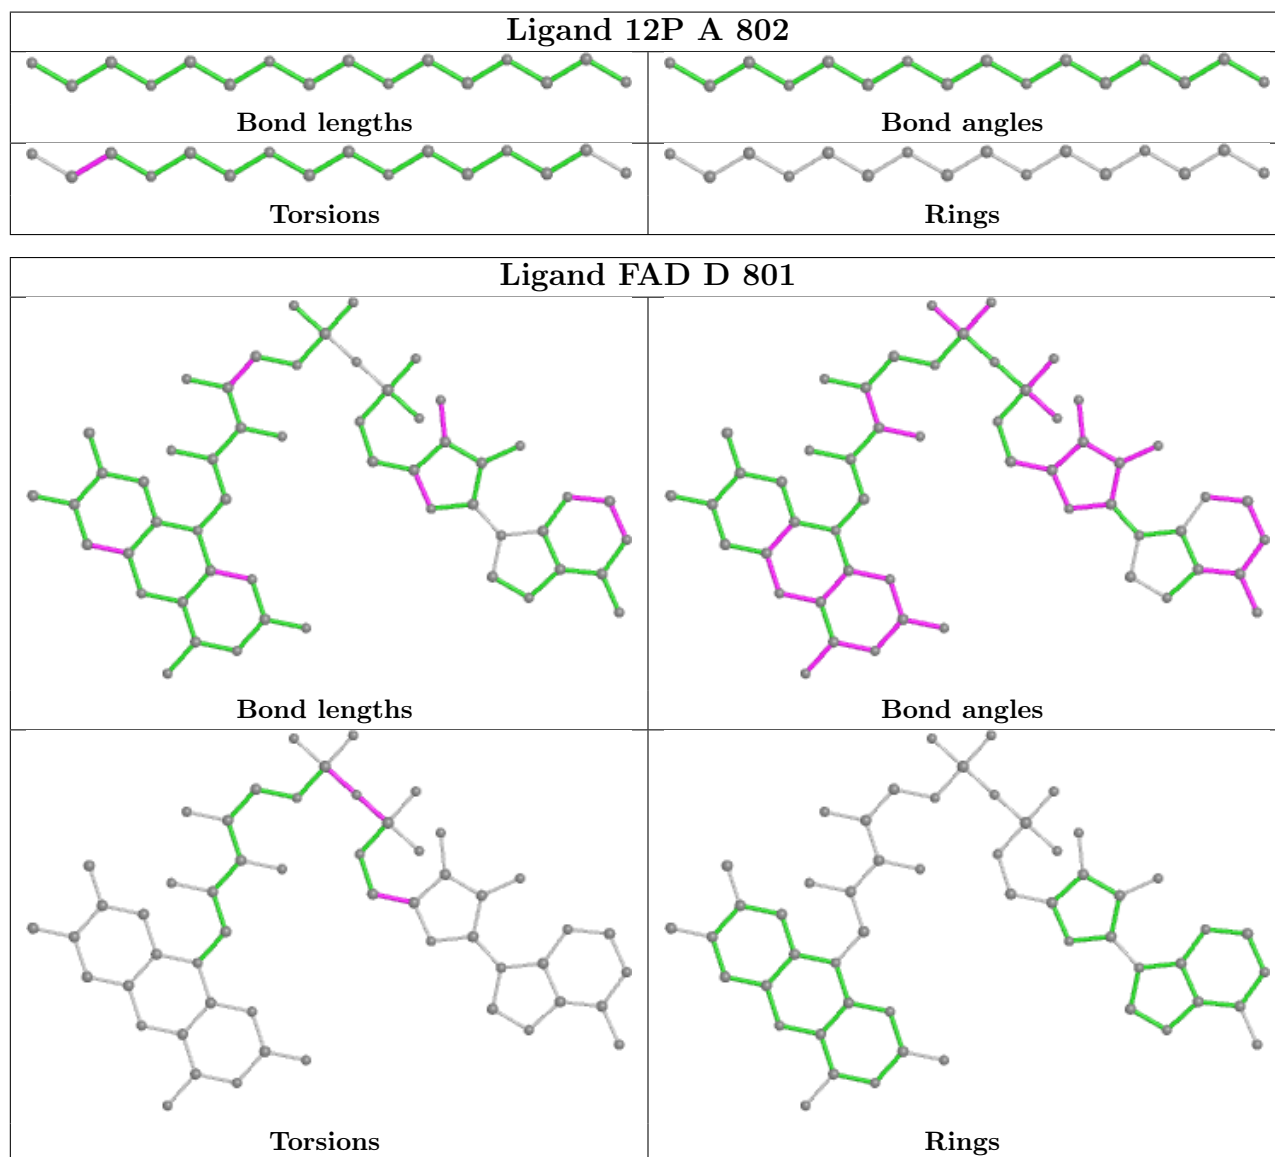 Ligand 12P A 802
Bond lengths
Bond angles
Torsions
Rings
Ligand FAD D 801
Bond lengths
Bond angles
Torsions
Rings